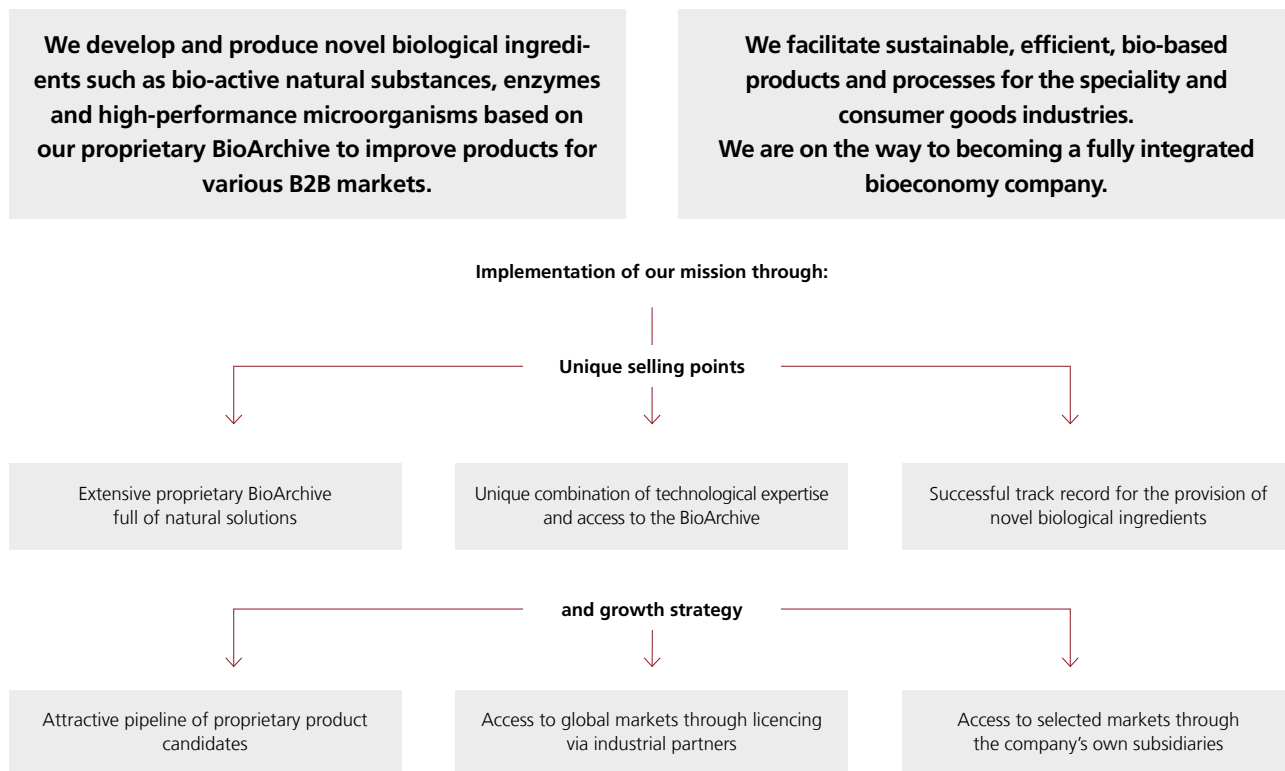 We develop and produce novel biological ingredi-
ents such as bio-active natural substances, enzymes
and high-performance microorganisms based on
our proprietary BioArchive to improve products for
various B2B markets.
We facilitate sustainable, efficient, bio-based
products and processes for the speciality and
consumer goods industries.
We are on the way to becoming a fully integrated
bioeconomy company.
Implementation of our mission through:
Unique selling points
Extensive proprietary BioArchive
full of natural solutions
Unique combination of technological expertise
and access to the BioArchive
Successful track record for the provision of
novel biological ingredients
and growth strategy
Attractive pipeline of proprietary product
candidates
Access to global markets through licencing
via industrial partners
Access to selected markets through
the company's own subsidiaries